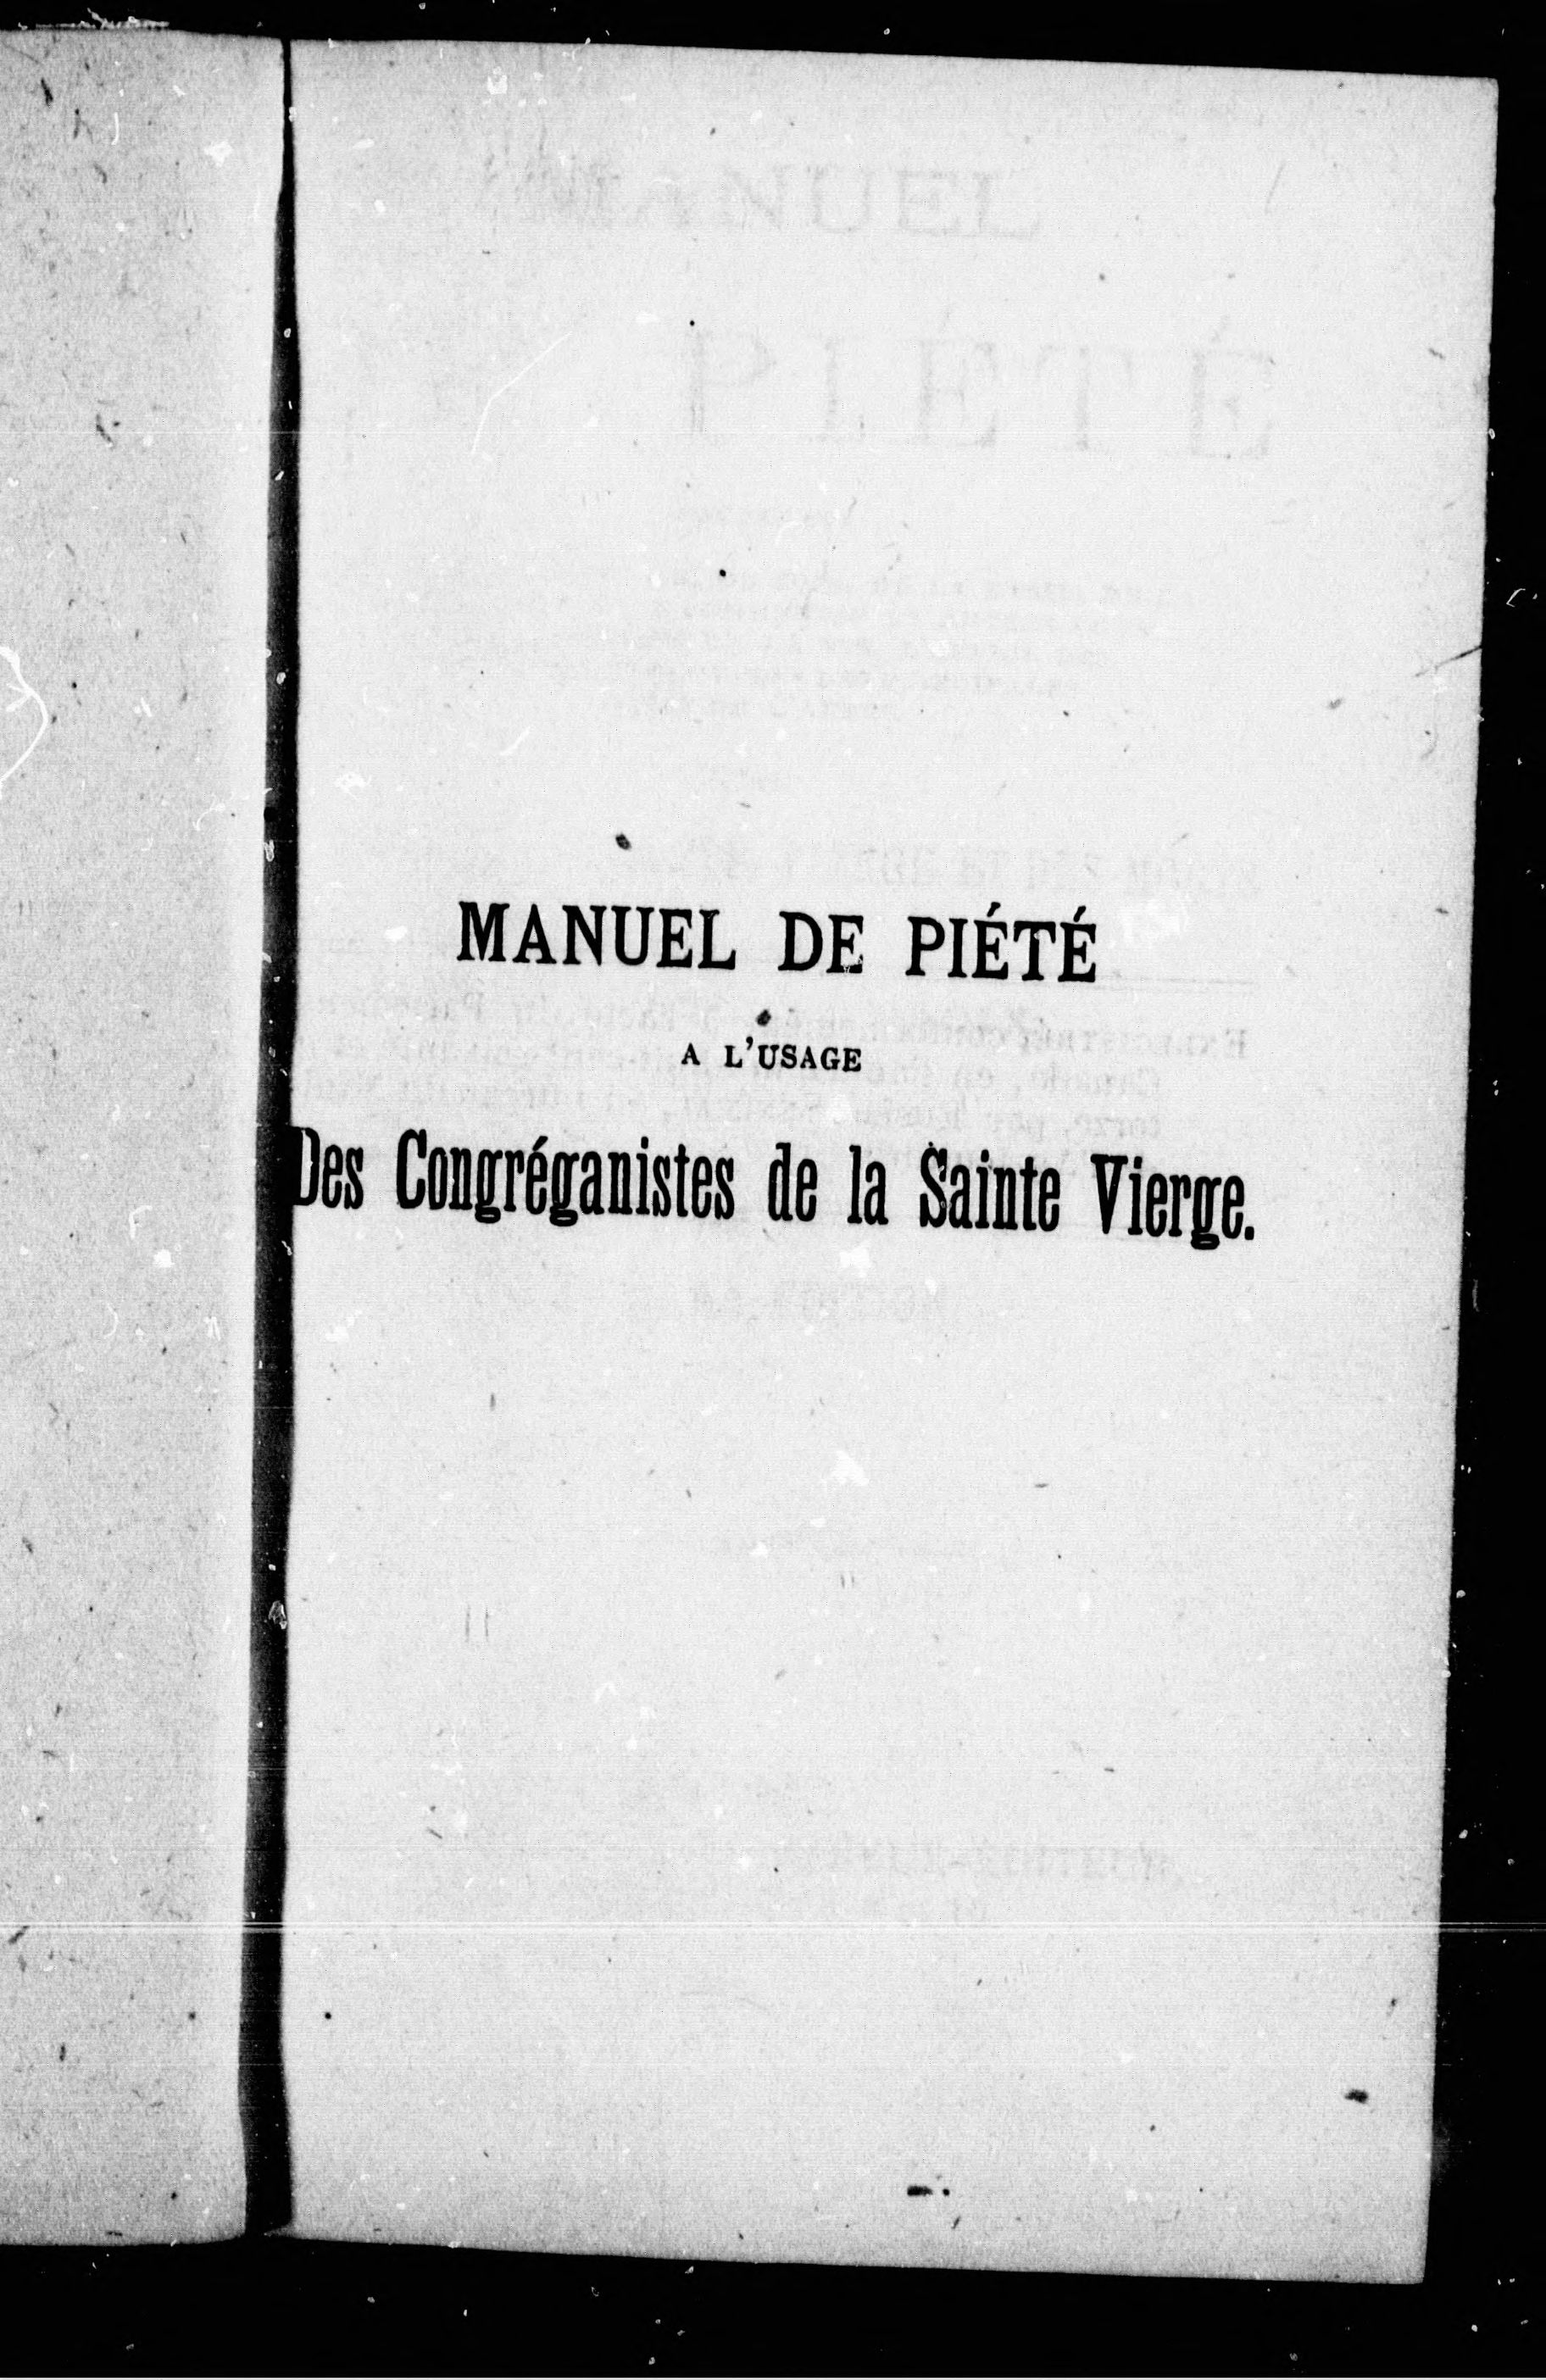 MANUEL DE PIÉTÉ
A L'USAGE
Des Congréganistes de la Sainte Vierge.